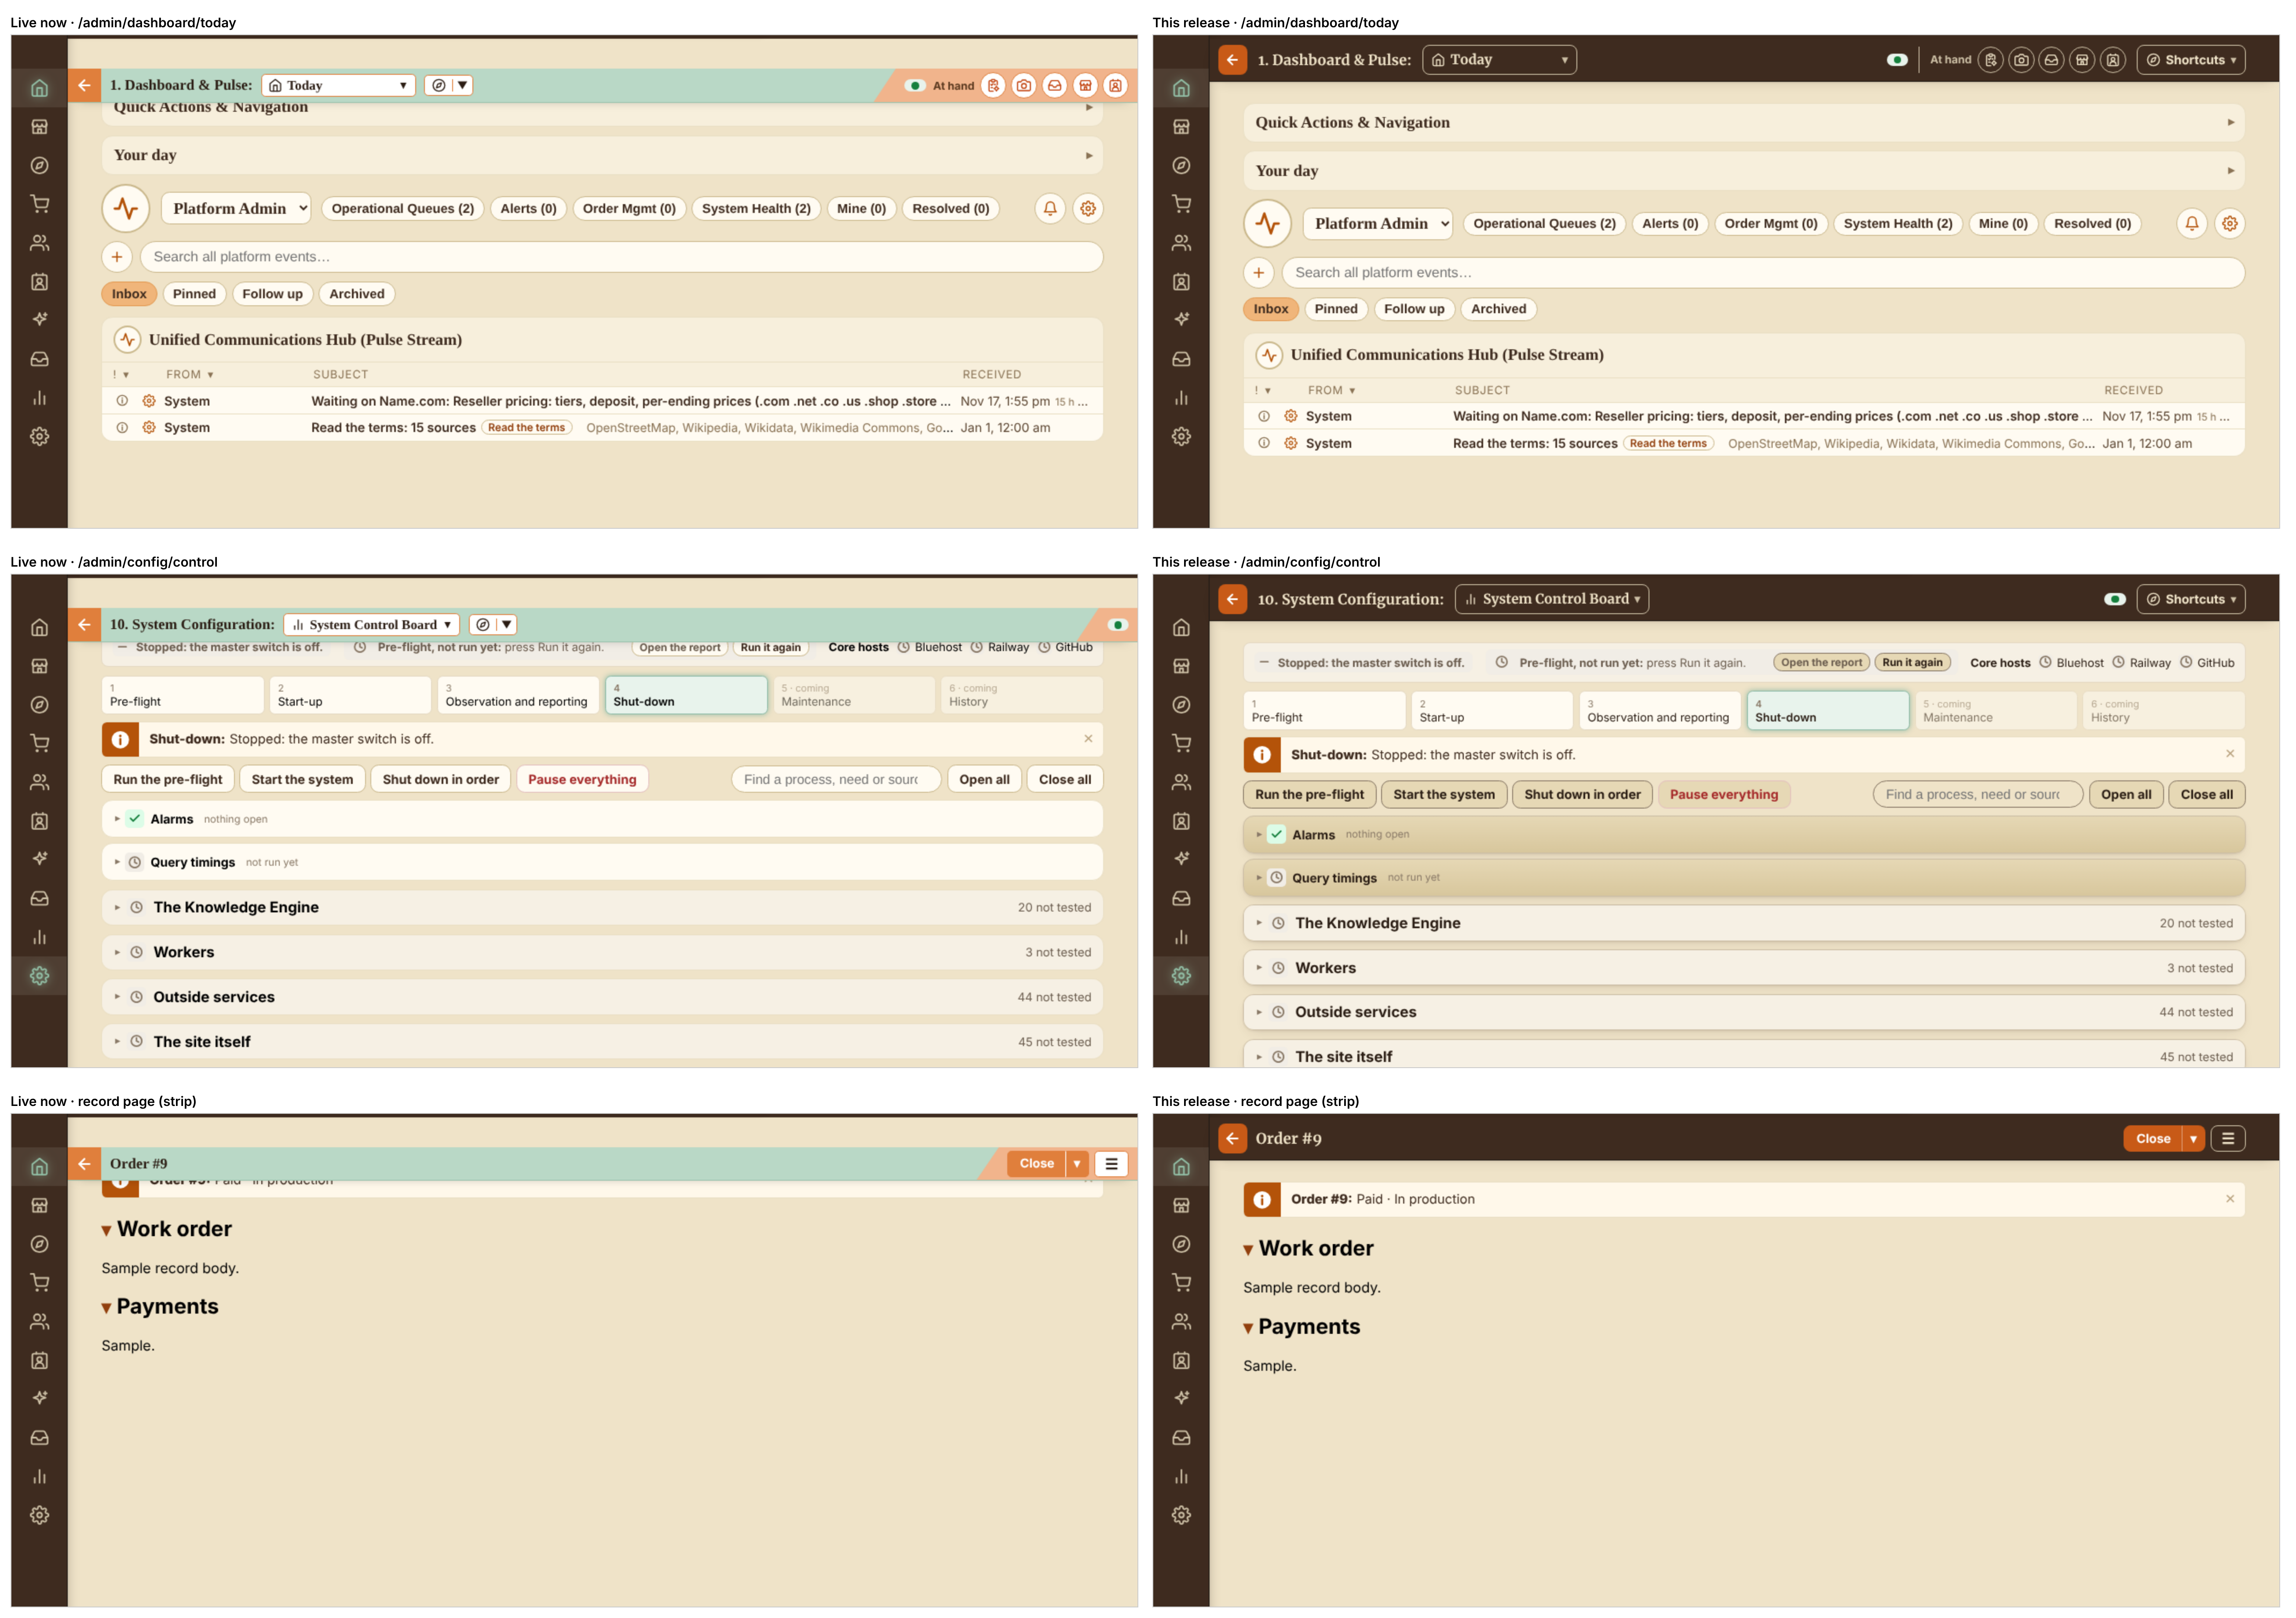 Live now · /admin/dashboard/today
1. Dashboard & Pulse: Today ▼ ▼ At hand
Quick Actions & Navigation
Your day
Platform Admin Operational Queues (2) Alerts (0) Order Mgmt (0) System Health (2) Mine (0) Resolved (0)
+ Search all platform events…
Inbox Pinned Follow up Archived
Unified Communications Hub (Pulse Stream)
! ▾ FROM ▾ SUBJECT RECEIVED
System Waiting on Name.com: Reseller pricing: tiers, deposit, per-ending prices (.com .net .co .us .shop .store ... Nov 17, 1:55 pm 15 h ...
System Read the terms: 15 sources Read the terms OpenStreetMap, Wikipedia, Wikidata, Wikimedia Commons, Go... Jan 1, 12:00 am
This release · /admin/dashboard/today
1. Dashboard & Pulse: Today ▾ At hand Shortcuts ▾
Quick Actions & Navigation
Your day
Platform Admin Operational Queues (2) Alerts (0) Order Mgmt (0) System Health (2) Mine (0) Resolved (0)
+ Search all platform events…
Inbox Pinned Follow up Archived
Unified Communications Hub (Pulse Stream)
! ▾ FROM ▾ SUBJECT RECEIVED
System Waiting on Name.com: Reseller pricing: tiers, deposit, per-ending prices (.com .net .co .us .shop .store ... Nov 17, 1:55 pm 15 h ...
System Read the terms: 15 sources Read the terms OpenStreetMap, Wikipedia, Wikidata, Wikimedia Commons, Go... Jan 1, 12:00 am
Live now · /admin/config/control
10. System Configuration: System Control Board ▼ ▼
Stopped: the master switch is off. Pre-flight, not run yet: press Run it again. Open the report Run it again Core hosts Bluehost Railway GitHub
1 2 3 4 5 · coming 6 · coming
Pre-flight Start-up Observation and reporting Shut-down Maintenance History
Shut-down: Stopped: the master switch is off. ×
Run the pre-flight Start the system Shut down in order Pause everything Find a process, need or sourc Open all Close all
Alarms nothing open
Query timings not run yet
The Knowledge Engine 20 not tested
Workers 3 not tested
Outside services 44 not tested
The site itself 45 not tested
This release · /admin/config/control
10. System Configuration: System Control Board ▾ Shortcuts ▾
Stopped: the master switch is off. Pre-flight, not run yet: press Run it again. Open the report Run it again Core hosts Bluehost Railway GitHub
1 2 3 4 5 · coming 6 · coming
Pre-flight Start-up Observation and reporting Shut-down Maintenance History
Shut-down: Stopped: the master switch is off. ×
Run the pre-flight Start the system Shut down in order Pause everything Find a process, need or sourc Open all Close all
Alarms nothing open
Query timings not run yet
The Knowledge Engine 20 not tested
Workers 3 not tested
Outside services 44 not tested
The site itself 45 not tested
Live now · record page (strip)
Order #9 Close ▼
Order #9: Paid · In production
Work order
Sample record body.
Payments
Sample.
This release · record page (strip)
Order #9 Close ▼
Order #9: Paid · In production ×
Work order
Sample record body.
Payments
Sample.